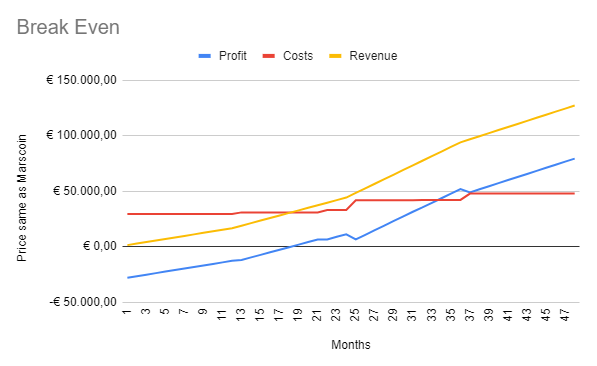 Break Even
Profit Costs Revenue
€ 150.000,00
€ 100.000,00
€ 50.000,00
€ 0,00
-€ 50.000,00
Price same as Marscoin
1 3 5 7 9 11 13 15 17 19 21 23 25 27 29 31 33 35 37 39 41 43 45 47
Months